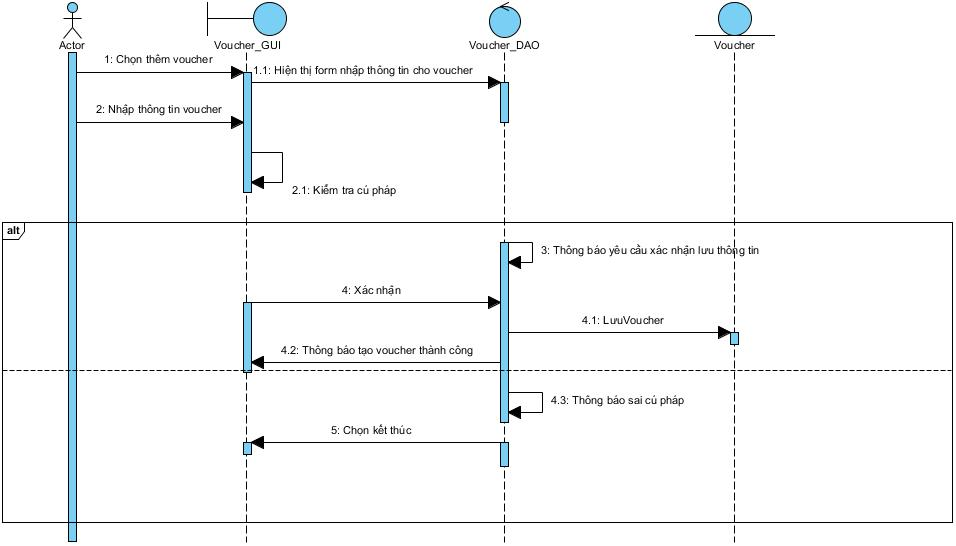 Actor
Voucher_GUI
Voucher_DAO
Voucher
1: Chọn thêm voucher
1.1: Hiện thị form nhập thông tin cho voucher
2: Nhập thông tin voucher
2.1: Kiểm tra cú pháp
alt
3: Thông báo yêu cầu xác nhận lưu thông tin
4: Xác nhận
4.1: LưuVoucher
4.2: Thông báo tạo voucher thành công
4.3: Thông báo sai cú pháp
5: Chọn kết thúc